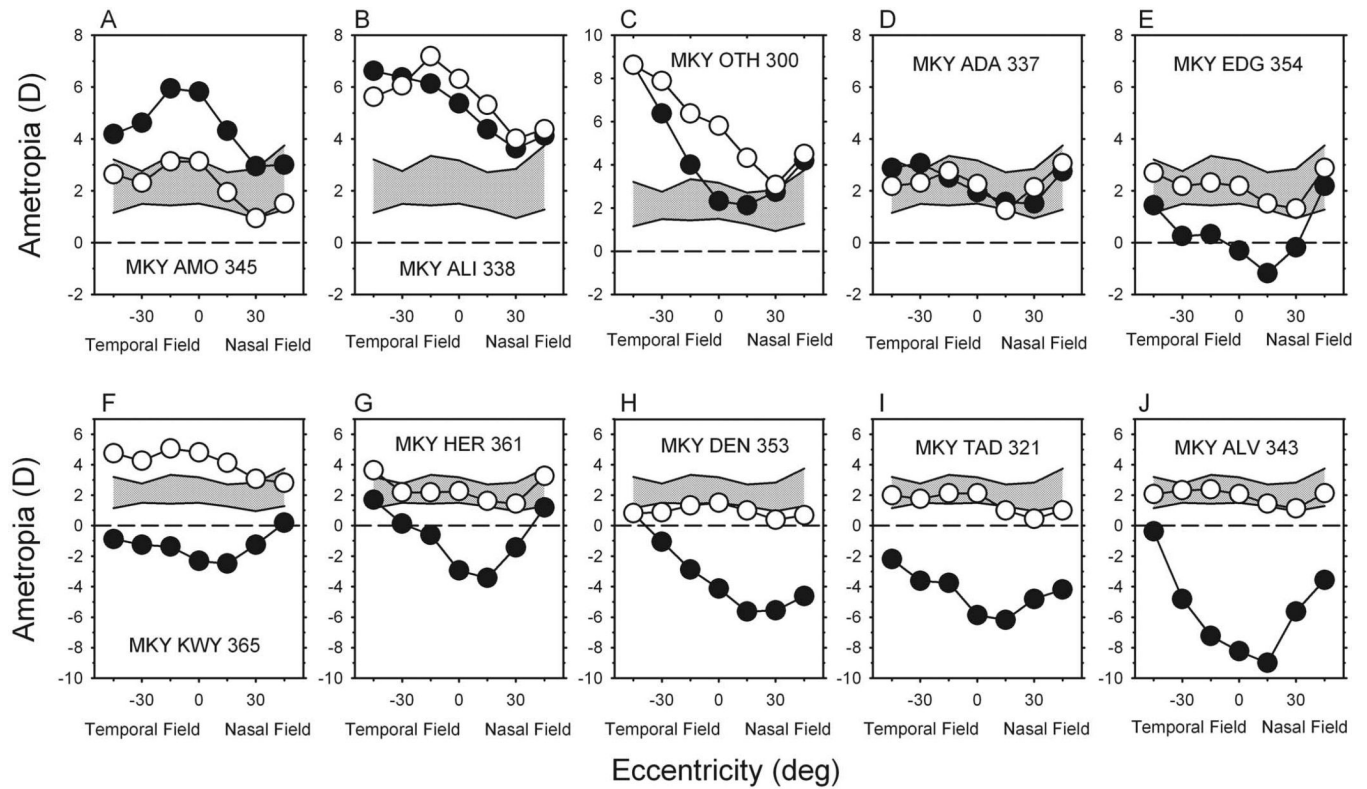 A
B
C
D
E
Ametropia (D)
8
6
4
2
0
-2
MKY AMO 345
-30 0 30
Temporal Field Nasal Field
8
6
4
2
0
-2
MKY ALI 338
-30 0 30
Temporal Field Nasal Field
10
8
6
4
2
0
-2
MKY OTH 300
-30 0 30
Temporal Field Nasal Field
8
6
4
2
0
-2
MKY ADA 337
-30 0 30
Temporal Field Nasal Field
8
6
4
2
0
-2
MKY EDG 354
-30 0 30
Temporal Field Nasal Field
F
G
H
I
J
Ametropia (D)
6
4
2
0
-2
-4
-6
-8
-10
MKY KWY 365
-30 0 30
Temporal Field Nasal Field
6
4
2
0
-2
-4
-6
-8
-10
MKY HER 361
-30 0 30
Temporal Field Nasal Field
6
4
2
0
-2
-4
-6
-8
-10
MKY DEN 353
-30 0 30
Temporal Field Nasal Field
6
4
2
0
-2
-4
-6
-8
-10
MKY TAD 321
-30 0 30
Temporal Field Nasal Field
6
4
2
0
-2
-4
-6
-8
-10
MKY ALV 343
-30 0 30
Temporal Field Nasal Field
Eccentricity (deg)